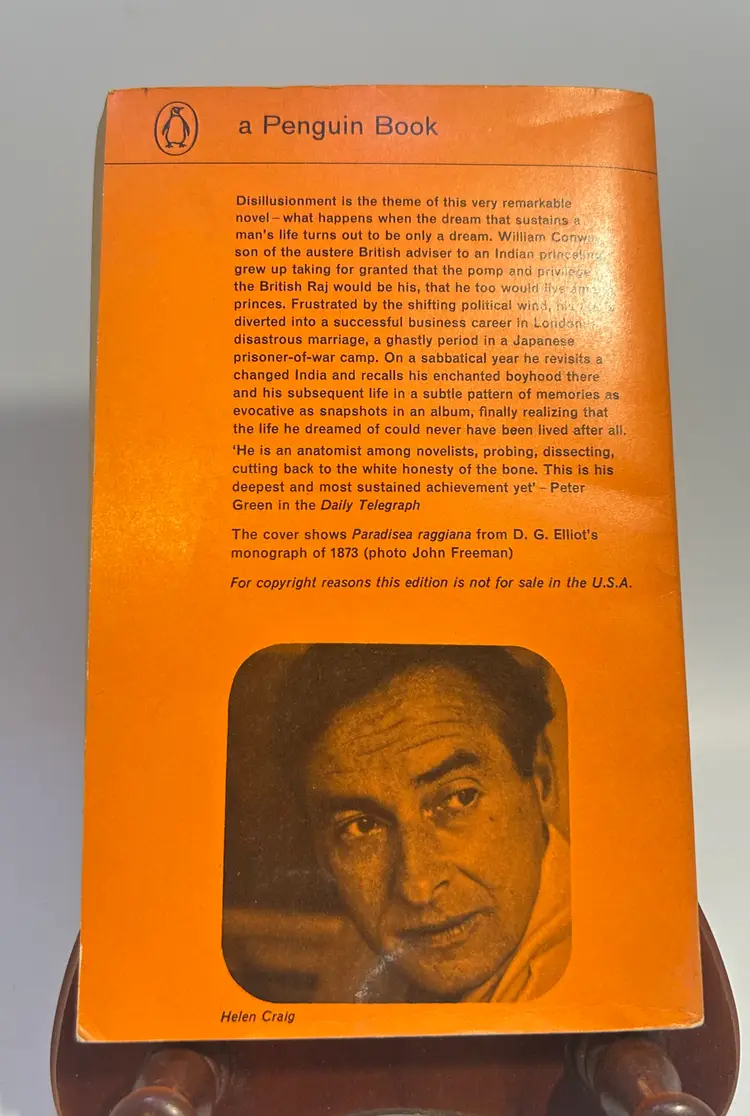 a Penguin Book
Disillusionment is the theme of this very remarkable
novel – what happens when the dream that sustains a
man's life turns out to be only a dream. William
son of the austere British adviser to an Indian
grew up taking for granted that the pomp and privilege
the British Raj would be his, that he too would live
princes. Frustrated by the shifting political wind,
diverted into a successful business career in London
disastrous marriage, a ghastly period in a Japanese
prisoner-of-war camp. On a sabbatical year he revisits a
changed India and recalls his enchanted boyhood there
and his subsequent life in a subtle pattern of memories as
evocative as snapshots in an album, finally realizing that
the life he dreamed of could never have been lived after all.
'He is an anatomist among novelists, probing, dissecting,
cutting back to the white honesty of the bone. This is his
deepest and most sustained achievement yet' – Peter
Green in the Daily Telegraph
The cover shows Paradisea raggiana from D. G. Elliot's
monograph of 1873 (photo John Freeman)
For copyright reasons this edition is not for sale in the U.S.A.
Helen Craig